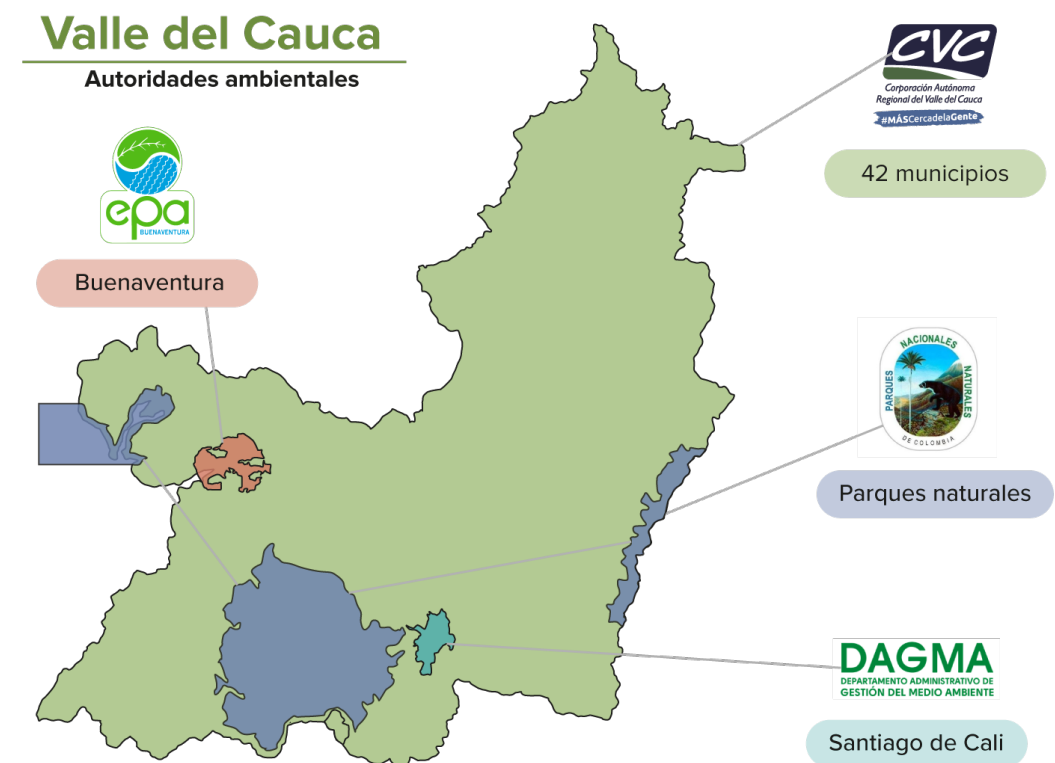 Valle del Cauca
Autoridades ambientales
CVC
Corporación Autónoma
Regional del Valle del Cauca
#MÁSCercadelaGente
42 municipios
epa
BUENAVENTURA
Buenaventura
PARQUES NACIONALES NATURALES
DE COLOMBIA
Parques naturales
DAGMA
DEPARTAMENTO ADMINISTRATIVO DE
GESTIÓN DEL MEDIO AMBIENTE
Santiago de Cali